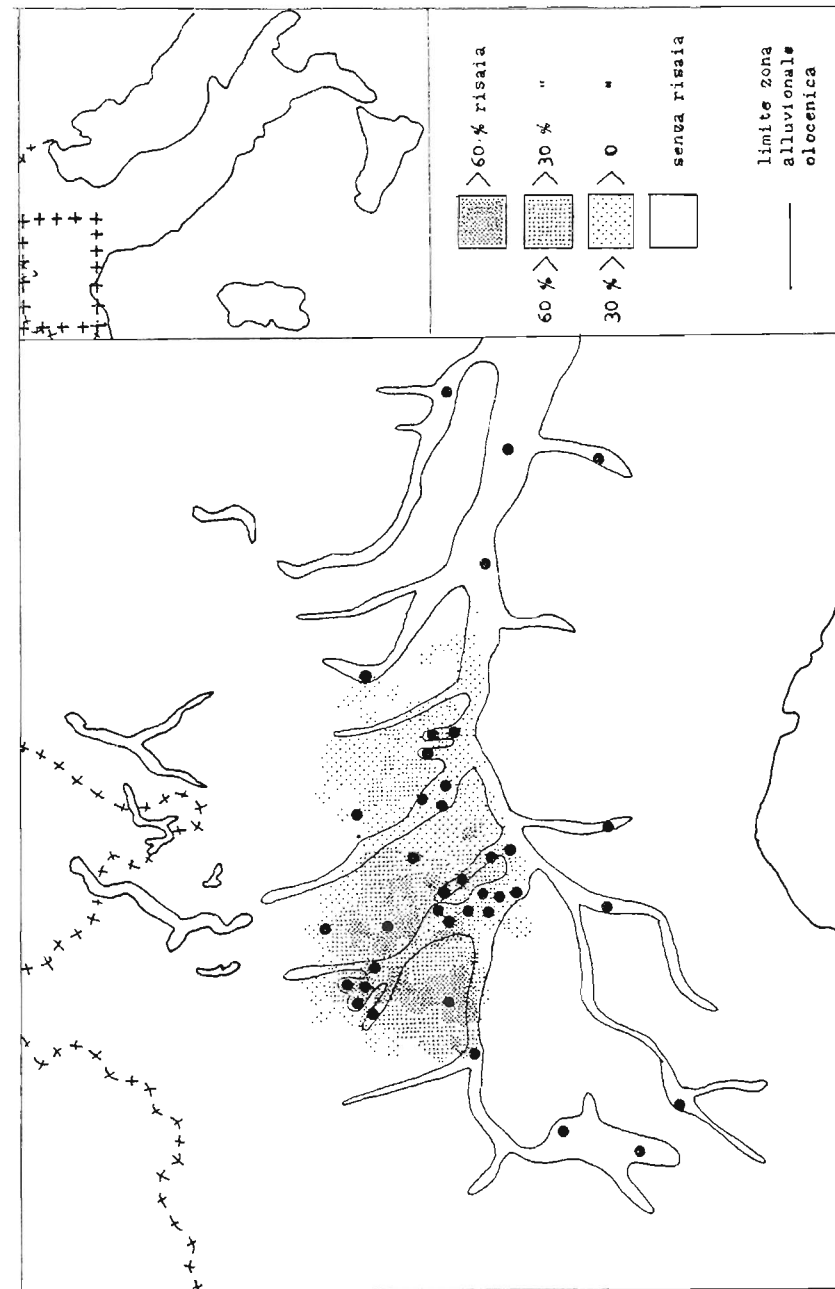 >60% risaia
60%> >30% "
30%> >0 "
senza risaia
limite zona
alluvionale
olocenica